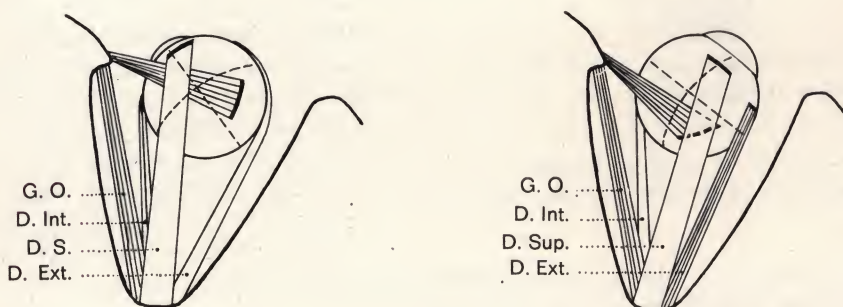 G. O.
D. Int.
D. S.
D. Ext.
G. O.
D. Int.
D. Sup.
D. Ext.